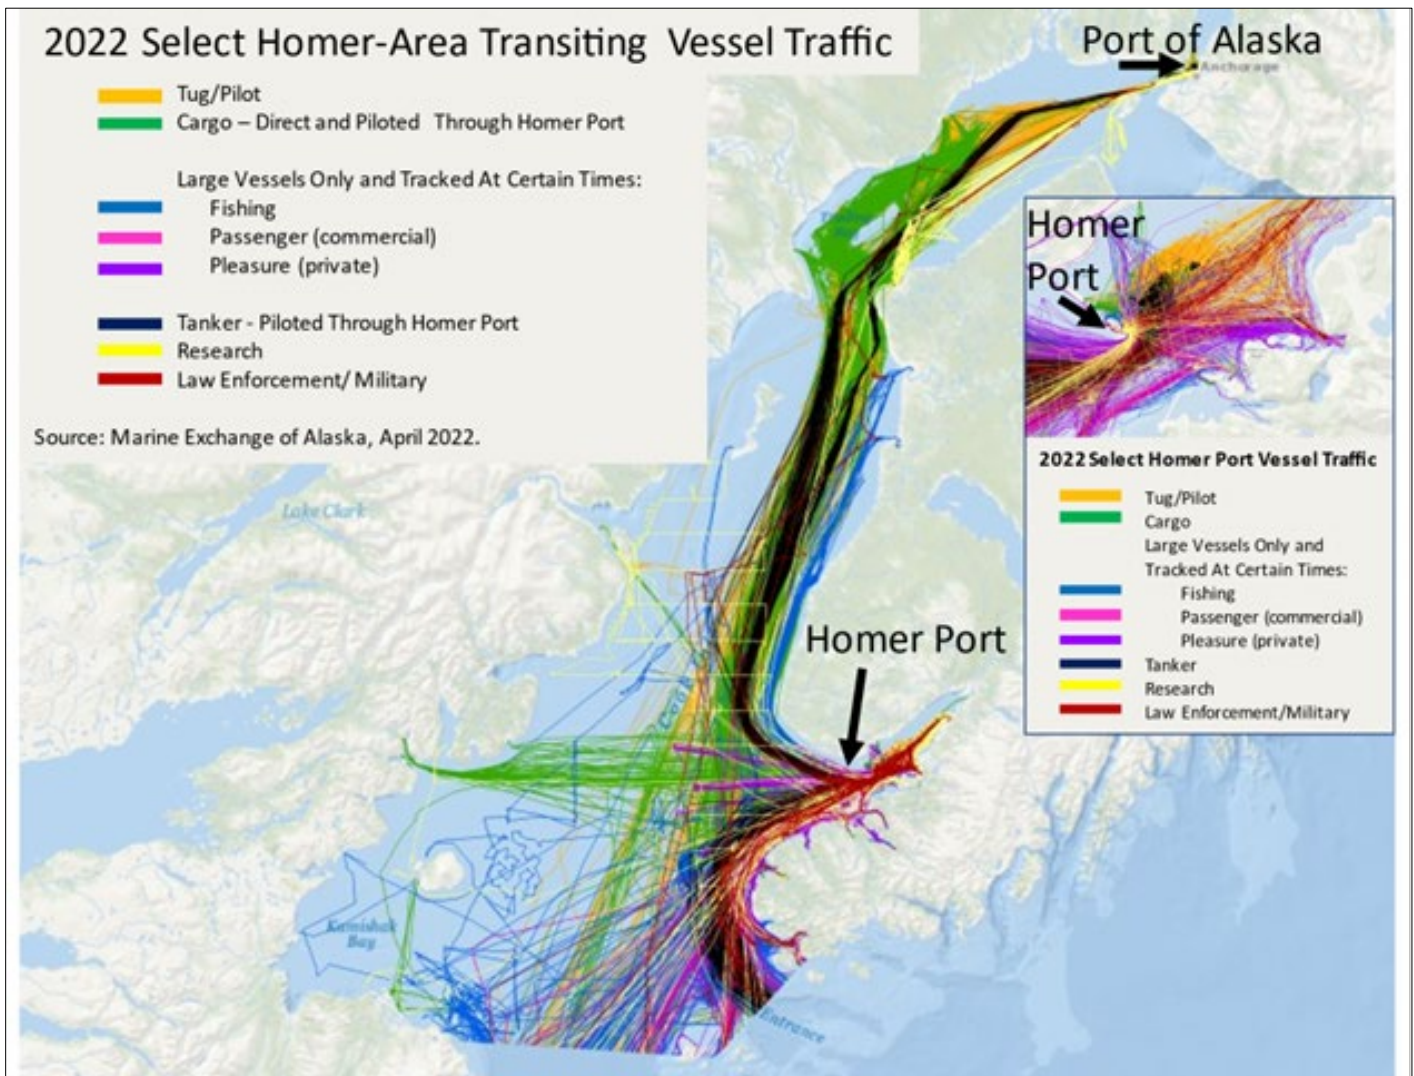 2022 Select Homer-Area Transiting Vessel Traffic
Tug/Pilot
Cargo – Direct and Piloted Through Homer Port
Large Vessels Only and Tracked At Certain Times:
Fishing
Passenger (commercial)
Pleasure (private)
Tanker - Piloted Through Homer Port
Research
Law Enforcement/ Military
Source: Marine Exchange of Alaska, April 2022.
Port of Alaska
Anchorage
Homer
Port
2022 Select Homer Port Vessel Traffic
Tug/Pilot
Cargo
Large Vessels Only and
Tracked At Certain Times:
Fishing
Passenger (commercial)
Pleasure (private)
Tanker
Research
Law Enforcement/Military
Lake Clark
Homer Port
Cook
Kamishak
Bay
Entrance